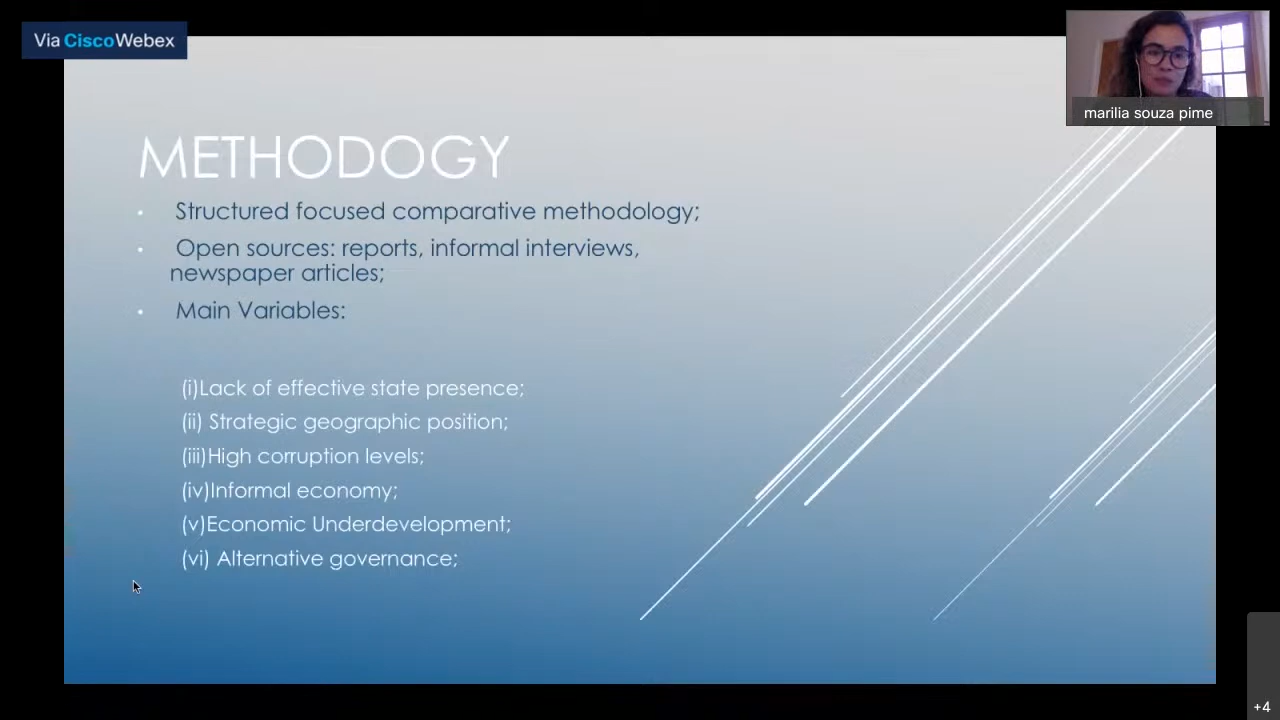 Via CiscoWebex
marilia souza pime
METHODOGY
• Structured focused comparative methodology;
• Open sources: reports, informal interviews,
newspaper articles;
• Main Variables:
(i)Lack of effective state presence;
(ii) Strategic geographic position;
(iii)High corruption levels;
(iv)Informal economy;
(v)Economic Underdevelopment;
(vi) Alternative governance;
+4